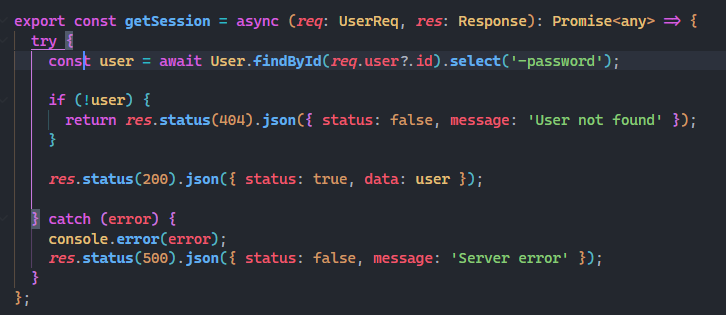 export const getSession = async (req: UserReq, res: Response): Promise<any> => {
  try {
    const user = await User.findById(req.user?.id).select('-password');

    if (!user) {
      return res.status(404).json({ status: false, message: 'User not found' });
    }

    res.status(200).json({ status: true, data: user });

  } catch (error) {
    console.error(error);
    res.status(500).json({ status: false, message: 'Server error' });
  }
};